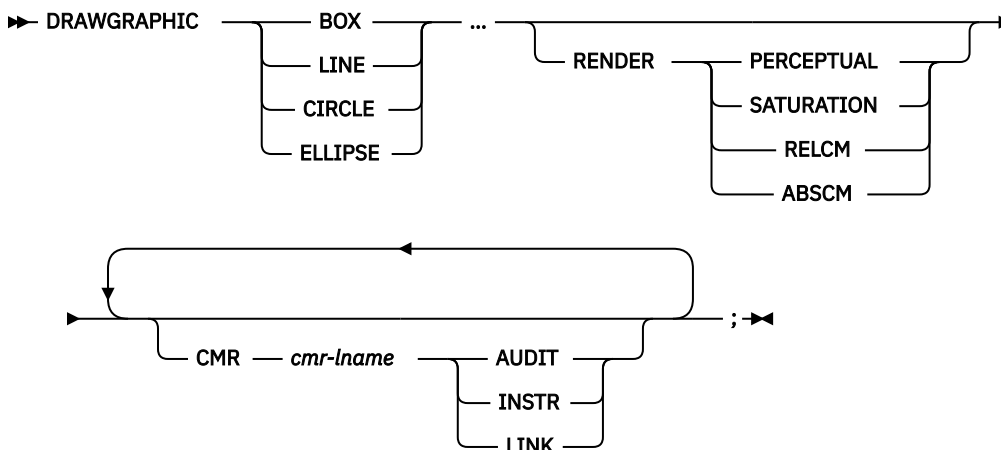 DRAWGRAPHIC BOX ...
LINE
CIRCLE
ELLIPSE
RENDER PERCEPTUAL
SATURATION
RELCM
ABSCM
CMR cmr-lname AUDIT ;
INSTR
LINK